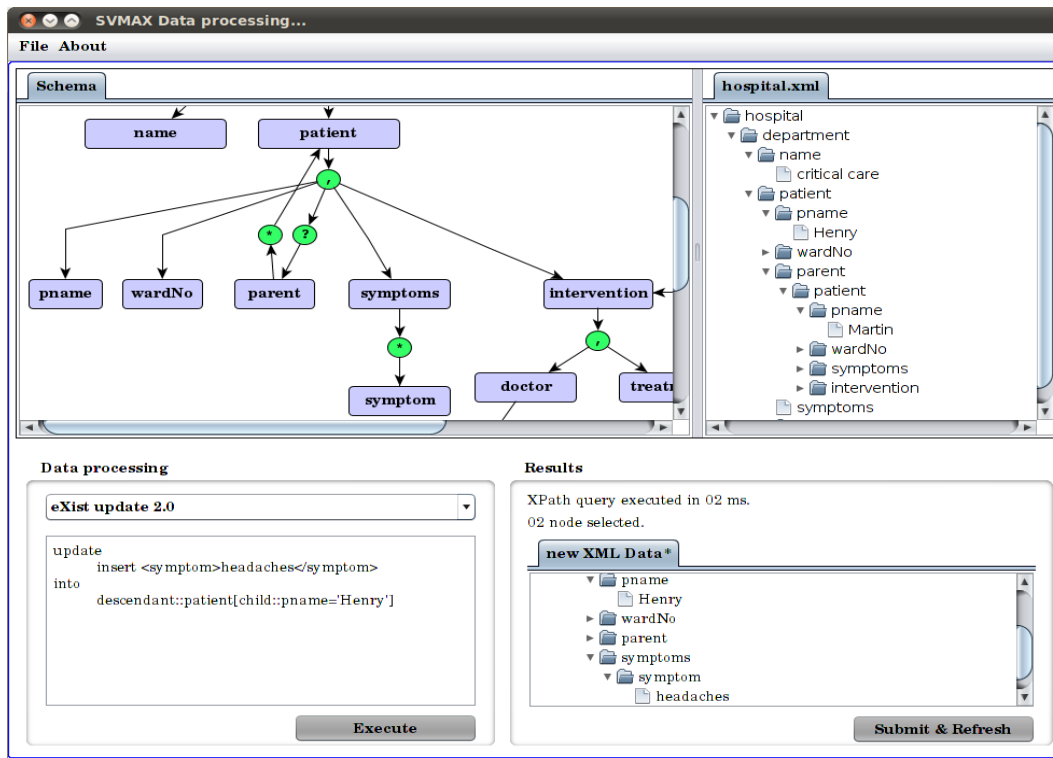 SVMAX Data processing...
File About
Schema
name
patient
,
*
?
pname
wardNo
parent
symptoms
intervention
*
,
symptom
doctor
treatm
hospital.xml
hospital
department
name
critical care
patient
pname
Henry
wardNo
parent
patient
pname
Martin
wardNo
symptoms
intervention
symptoms
Data processing
eXist update 2.0
update
insert <symptom>headaches</symptom>
into
descendant::patient[child::pname='Henry']
Execute
Results
XPath query executed in 02 ms.
02 node selected.
new XML Data*
pname
Henry
wardNo
parent
symptoms
symptom
headaches
Submit & Refresh